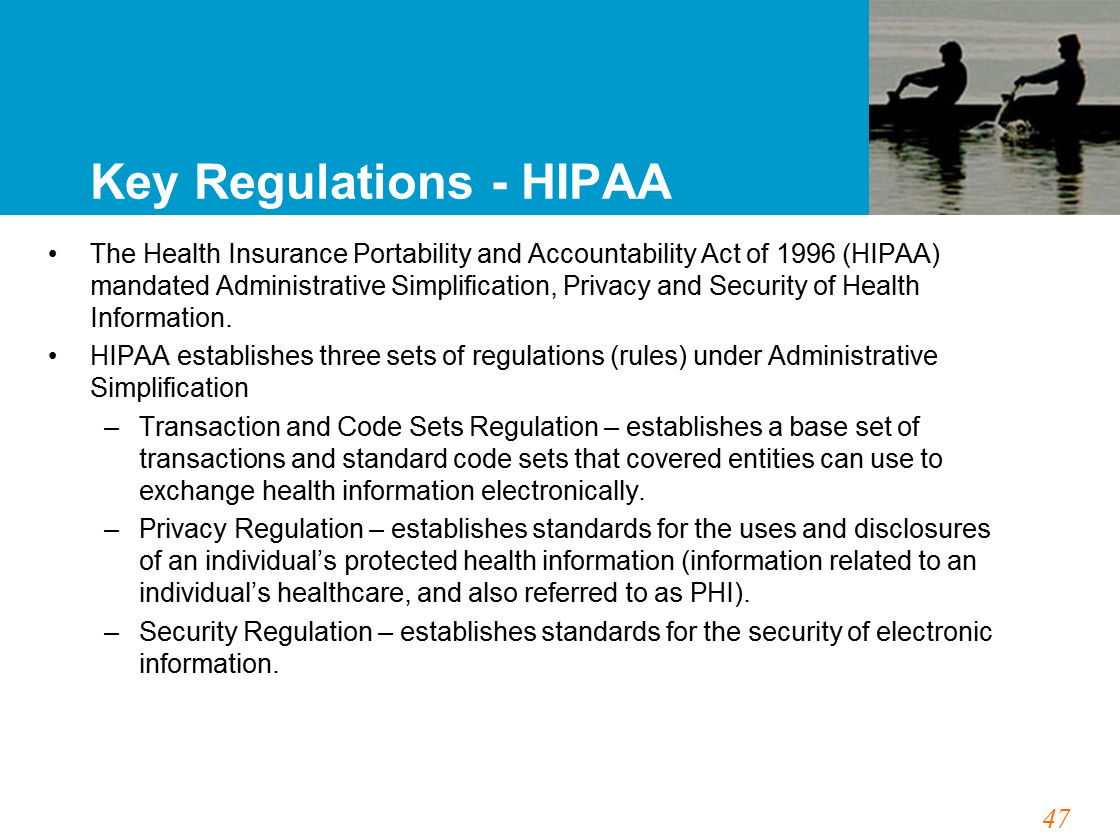 Key Regulations - HIPAA
• The Health Insurance Portability and Accountability Act of 1996 (HIPAA)
mandated Administrative Simplification, Privacy and Security of Health
Information.
• HIPAA establishes three sets of regulations (rules) under Administrative
Simplification
– Transaction and Code Sets Regulation – establishes a base set of
transactions and standard code sets that covered entities can use to
exchange health information electronically.
– Privacy Regulation – establishes standards for the uses and disclosures
of an individual’s protected health information (information related to an
individual’s healthcare, and also referred to as PHI).
– Security Regulation – establishes standards for the security of electronic
information.
47